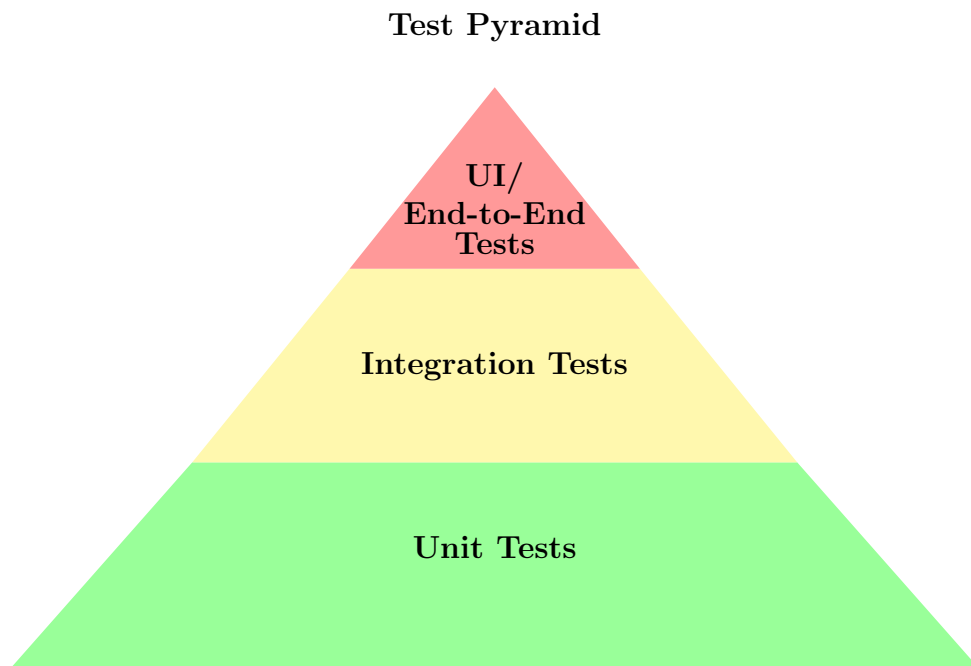 Test Pyramid
UI/
End-to-End
Tests
Integration Tests
Unit Tests